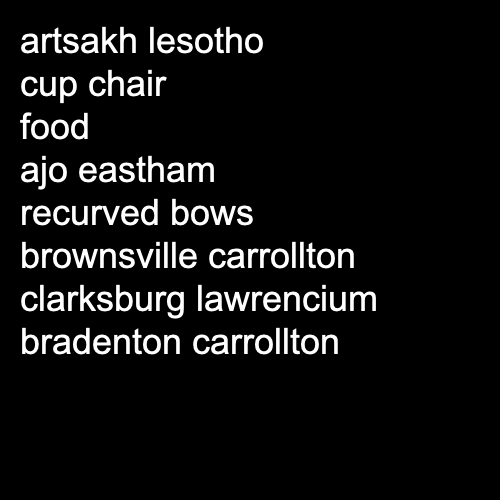 artsakh lesotho
cup chair
food
ajo eastham
recurved bows
brownsville carrollton
clarksburg lawrencium
bradenton carrollton